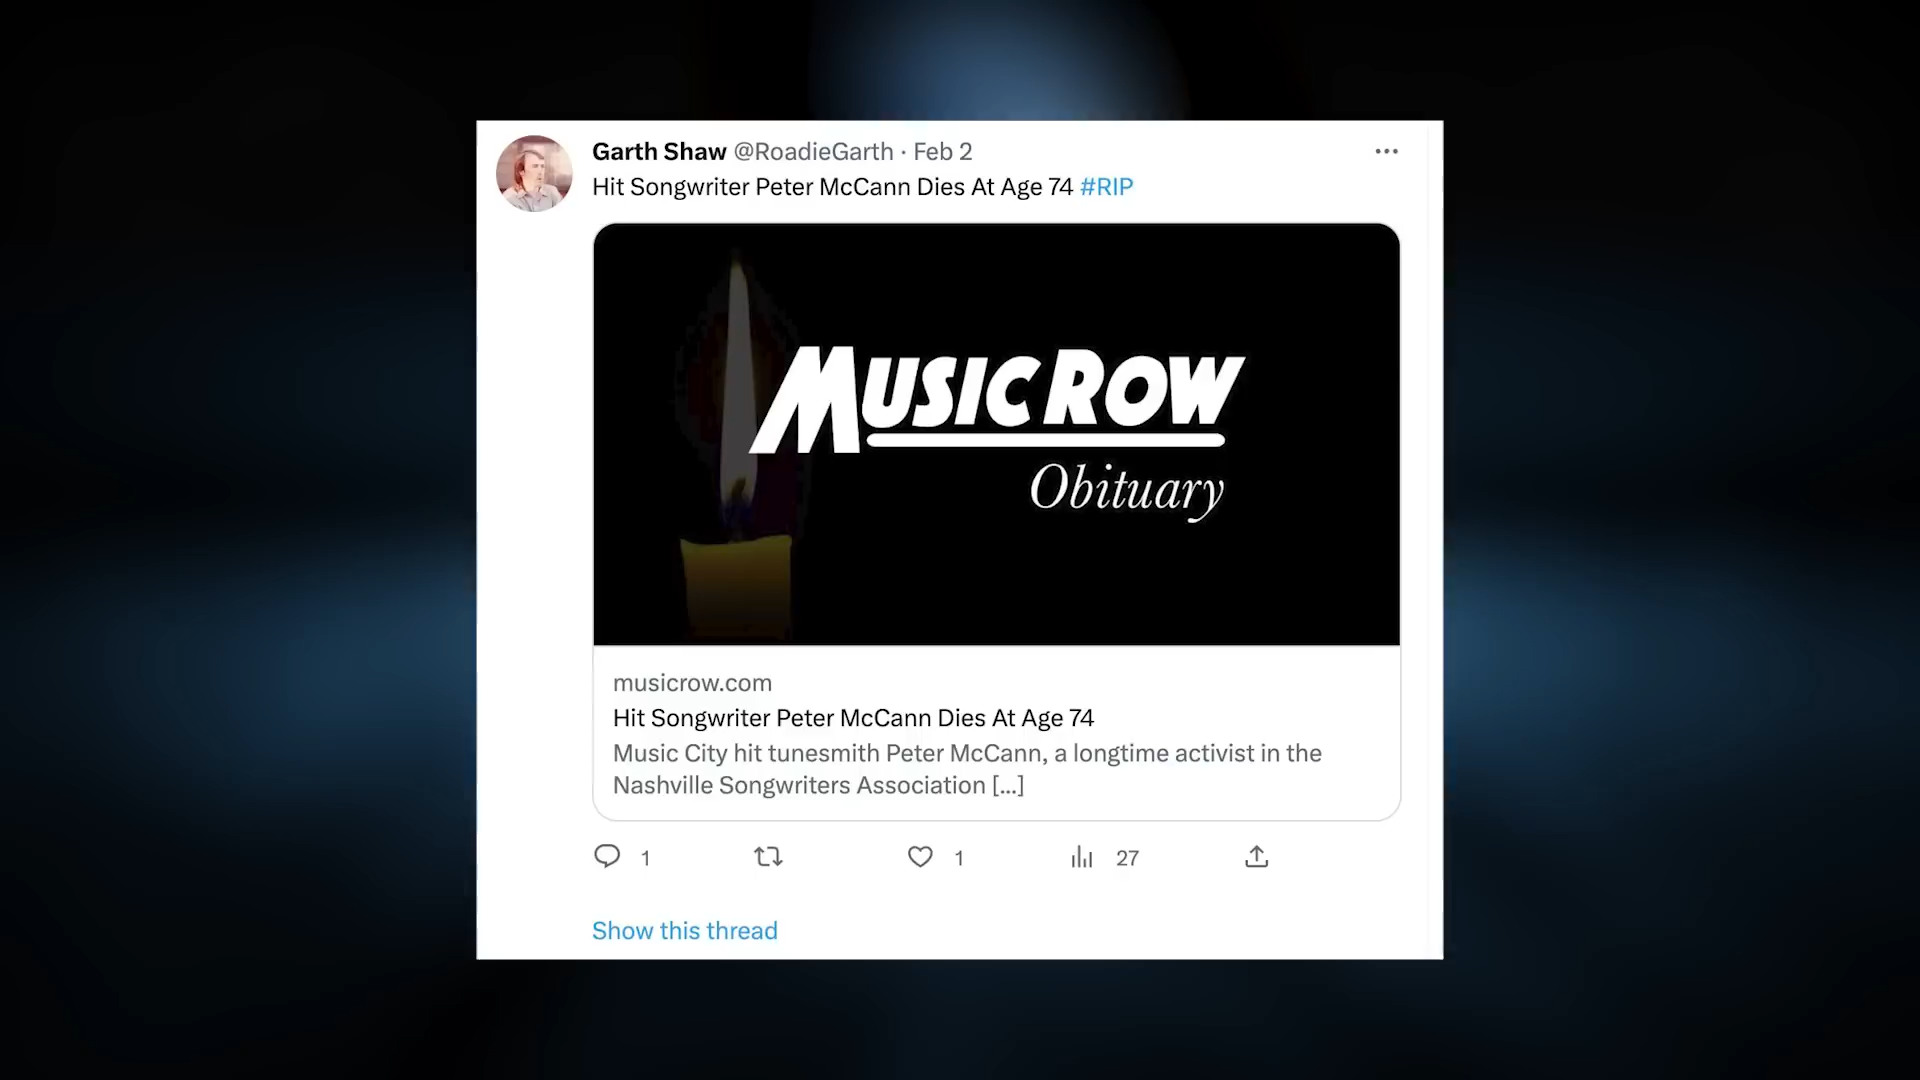 Garth Shaw @RoadieGarth · Feb 2
Hit Songwriter Peter McCann Dies At Age 74 #RIP
MUSICROW
Obituary
musicrow.com
Hit Songwriter Peter McCann Dies At Age 74
Music City hit tunesmith Peter McCann, a longtime activist in the
Nashville Songwriters Association [...]
1 1 27
Show this thread